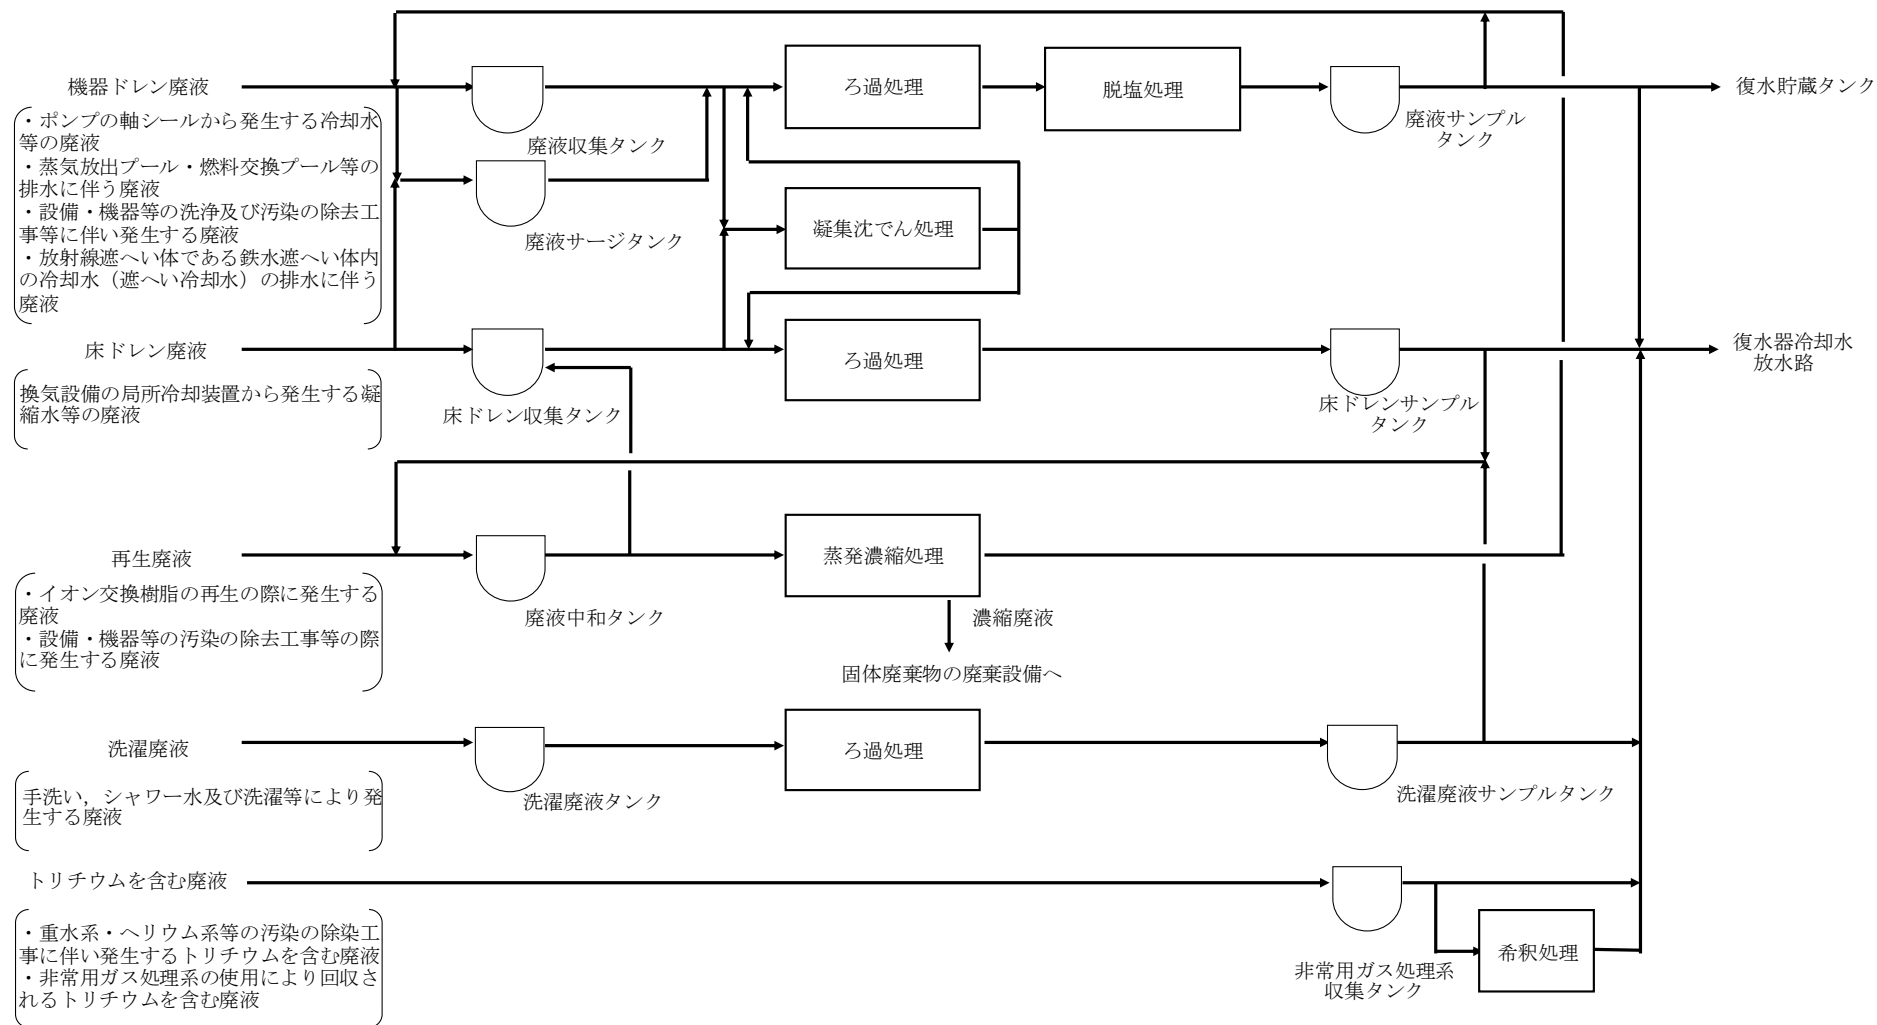 機器ドレン廃液
・ポンプの軸シールから発生する冷却水
等の廃液
・蒸気放出プール・燃料交換プール等の
排水に伴う廃液
・設備・機器等の洗浄及び汚染の除去工
事等に伴い発生する廃液
・放射線遮へい体である鉄水遮へい体内
の冷却水（遮へい冷却水）の排水に伴う
廃液
廃液収集タンク
廃液サージタンク
ろ過処理
脱塩処理
廃液サンプル
タンク
復水貯蔵タンク
凝集沈でん処理
床ドレン廃液
換気設備の局所冷却装置から発生する凝
縮水等の廃液
床ドレン収集タンク
ろ過処理
床ドレンサンプル
タンク
復水器冷却水
放水路
再生廃液
・イオン交換樹脂の再生の際に発生する
廃液
・設備・機器等の汚染の除去工事等の際
に発生する廃液
廃液中和タンク
蒸発濃縮処理
濃縮廃液
固体廃棄物の廃棄設備へ
洗濯廃液
手洗い，シャワー水及び洗濯等により発
生する廃液
洗濯廃液タンク
ろ過処理
洗濯廃液サンプルタンク
トリチウムを含む廃液
・重水系・ヘリウム系等の汚染の除染工
事に伴い発生するトリチウムを含む廃液
・非常用ガス処理系の使用により回収さ
れるトリチウムを含む廃液
非常用ガス処理系
収集タンク
希釈処理